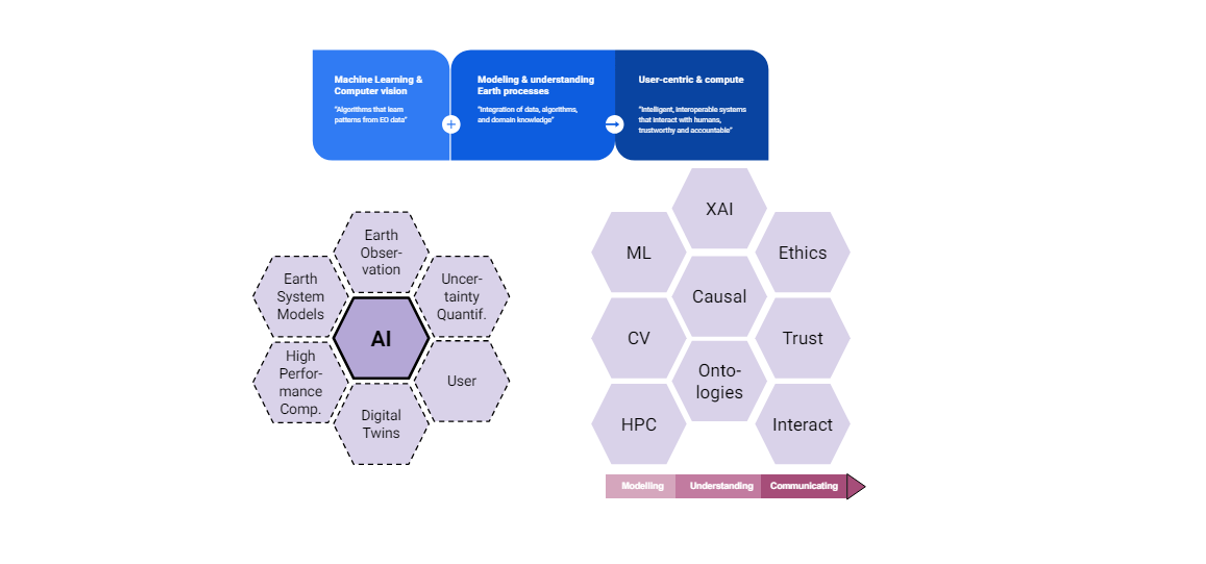 Machine Learning &
Computer vision
"Algorithms that learn
patterns from EO data"
+
Modeling & understanding
Earth processes
"Integration of data, algorithms,
and domain knowledge"
User-centric & compute
"Intelligent, interoperable systems
that interact with humans,
trustworthy and accountable"
Earth
Obser-
vation
Earth
System
Models
Uncer-
tainty
Quantif.
AI
High
Perfor-
mance
Comp.
User
Digital
Twins
XAI
ML
Ethics
Causal
CV
Trust
Onto-
logies
HPC
Interact
Modelling
Understanding
Communicating